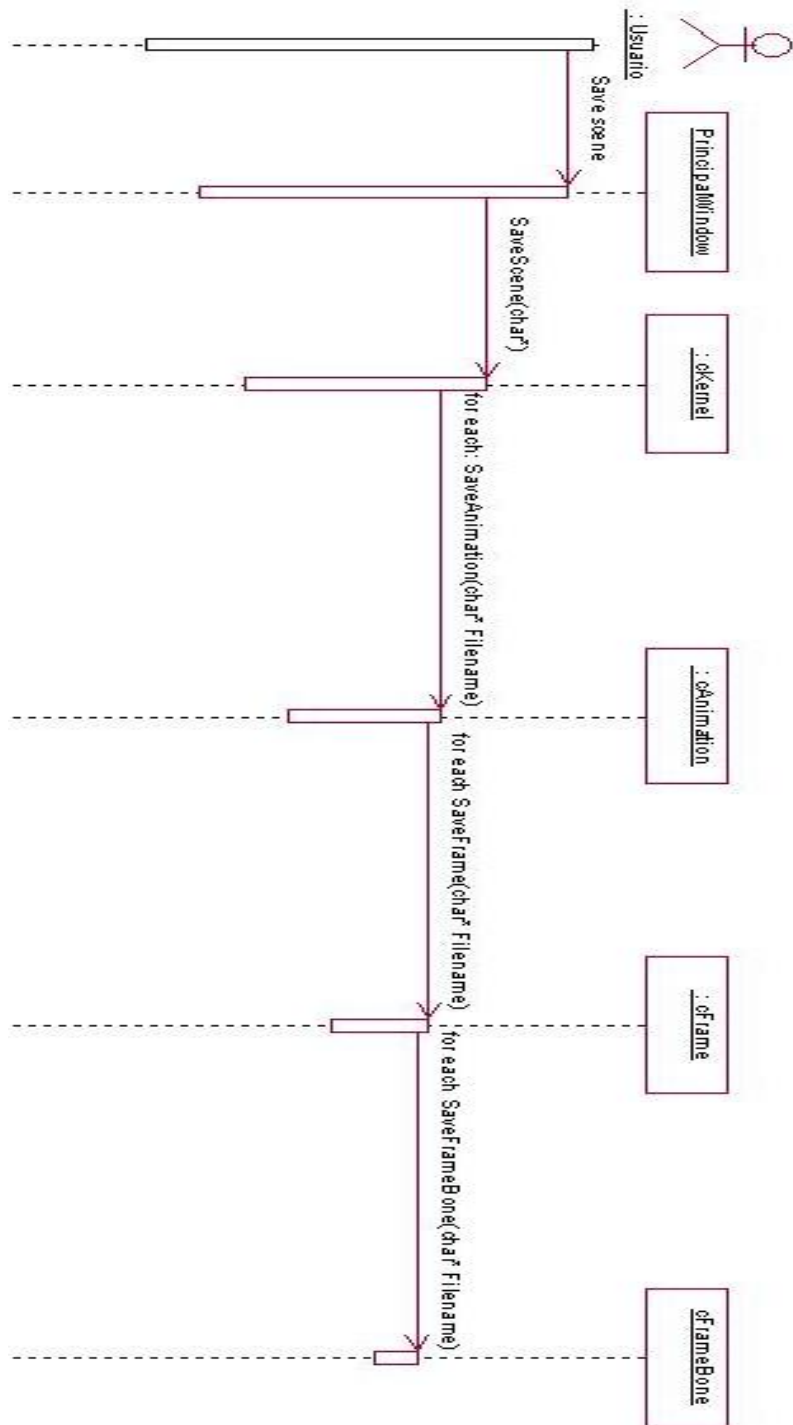 : Usuario
PrincipalWindow
: cKernel
: cAnimation
: cFrame
cFrameBone
Save scene
SaveScene(char*)
for each: SaveAnimation(char* Filename)
for each SaveFrame(char* Filename)
for each SaveFrameBone(char* Filename)